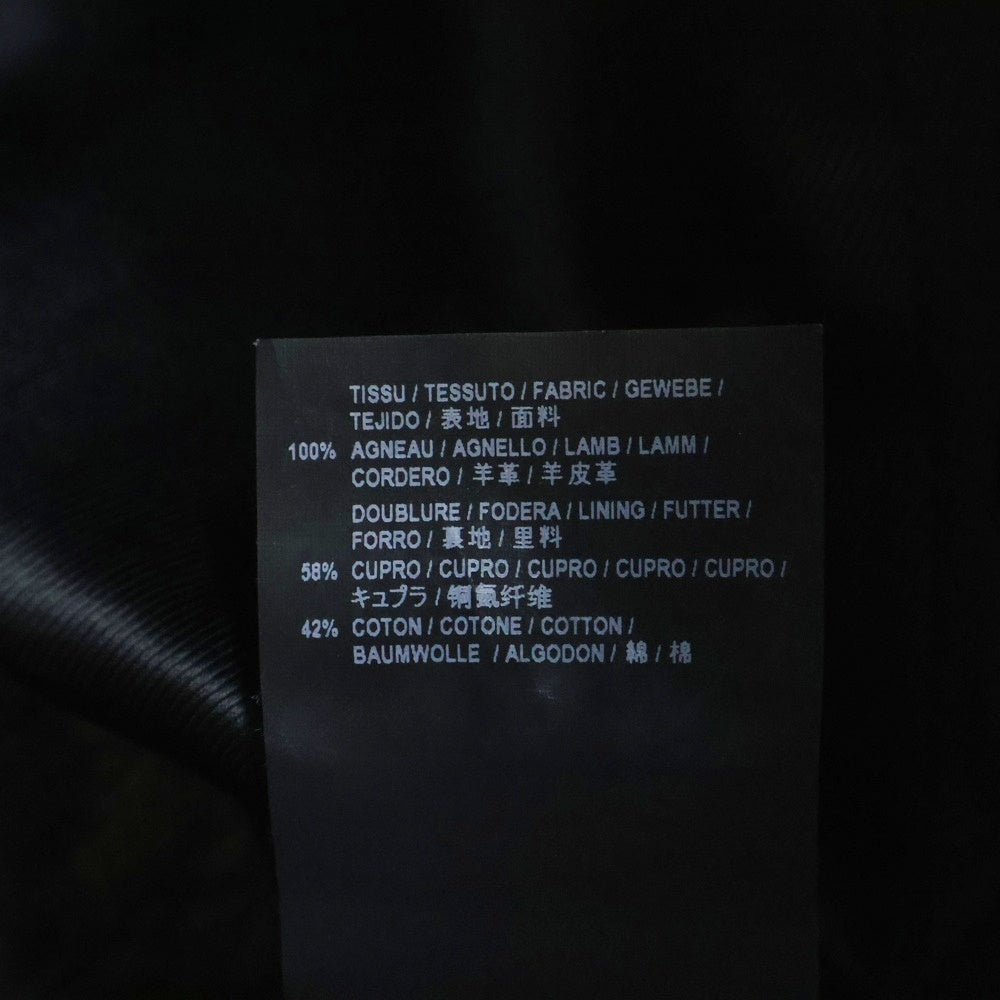 TISSU / TESSUTO / FABRIC / GEWEBE /
TEJIDO / 表地 / 面料
100% AGNEAU / AGNELLO / LAMB / LAMM /
CORDERO / 羊革 / 羊皮革
DOUBLURE / FODERA / LINING / FUTTER /
FORRO / 裏地 / 里料
58% CUPRO / CUPRO / CUPRO / CUPRO / CUPRO /
キュプラ / 铜氨纤维
42% COTON / COTONE / COTTON /
BAUMWOLLE / ALGODON / 綿 / 棉